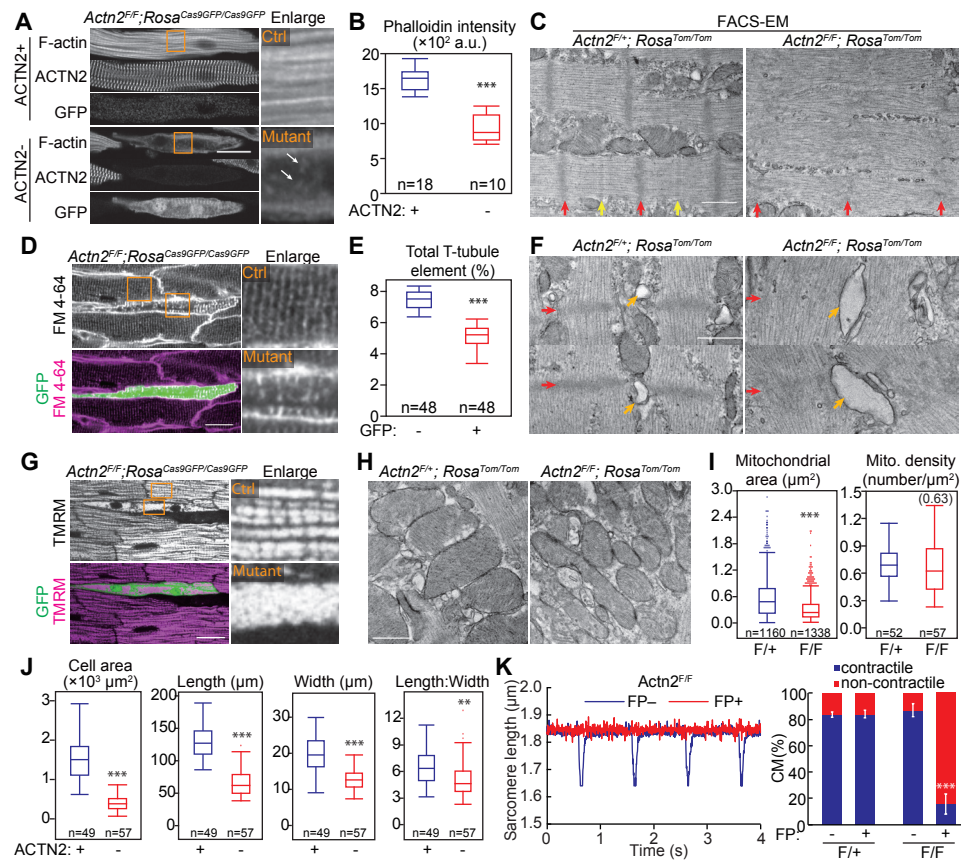 A
Actn2F/F;RosaCas9GFP/Cas9GFP
Enlarge
ACTN2+
F-actin
ACTN2
GFP
Ctrl
ACTN2-
F-actin
ACTN2
GFP
Mutant
B
Phalloidin intensity
(×10² a.u.)
20
15
10
5
0
***
n=18
n=10
ACTN2:
+
-
C
FACS-EM
Actn2F/+; RosaTom/Tom
Actn2F/F; RosaTom/Tom
D
Actn2F/F;RosaCas9GFP/Cas9GFP
Enlarge
FM 4-64
Ctrl
GFP
FM 4-64
Mutant
E
Total T-tubule
element (%)
8
6
4
2
0
***
n=48
n=48
GFP:
-
+
F
Actn2F/+; RosaTom/Tom
Actn2F/F; RosaTom/Tom
G
Actn2F/F;RosaCas9GFP/Cas9GFP
Enlarge
TMRM
Ctrl
GFP
TMRM
Mutant
H
Actn2F/+; RosaTom/Tom
Actn2F/F; RosaTom/Tom
I
Mitochondrial
area (μm²)
3.0
2.4
1.8
1.2
0.6
0.0
***
n=1160
n=1338
F/+
F/F
Mito. density
(number/μm²)
1.5
1.2
0.9
0.6
0.3
0.0
(0.63)
n=52
n=57
F/+
F/F
J
Cell area
(×10³ μm²)
3
2
1
0
***
n=49
n=57
Length (μm)
200
150
100
50
0
***
n=49
n=57
Width (μm)
40
30
20
10
0
***
n=49
n=57
Length:Width
15
12
9
6
3
0
**
n=49
n=57
ACTN2:
+
-
+
-
+
-
+
-
K
Actn2F/F
FP–
FP+
Sarcomere length (μm)
2.0
1.9
1.8
1.7
1.6
1.5
0
1
2
3
4
Time (s)
contractile
non-contractile
CM(%)
100
80
60
40
20
0
***
FP:
-
+
-
+
F/+
F/F